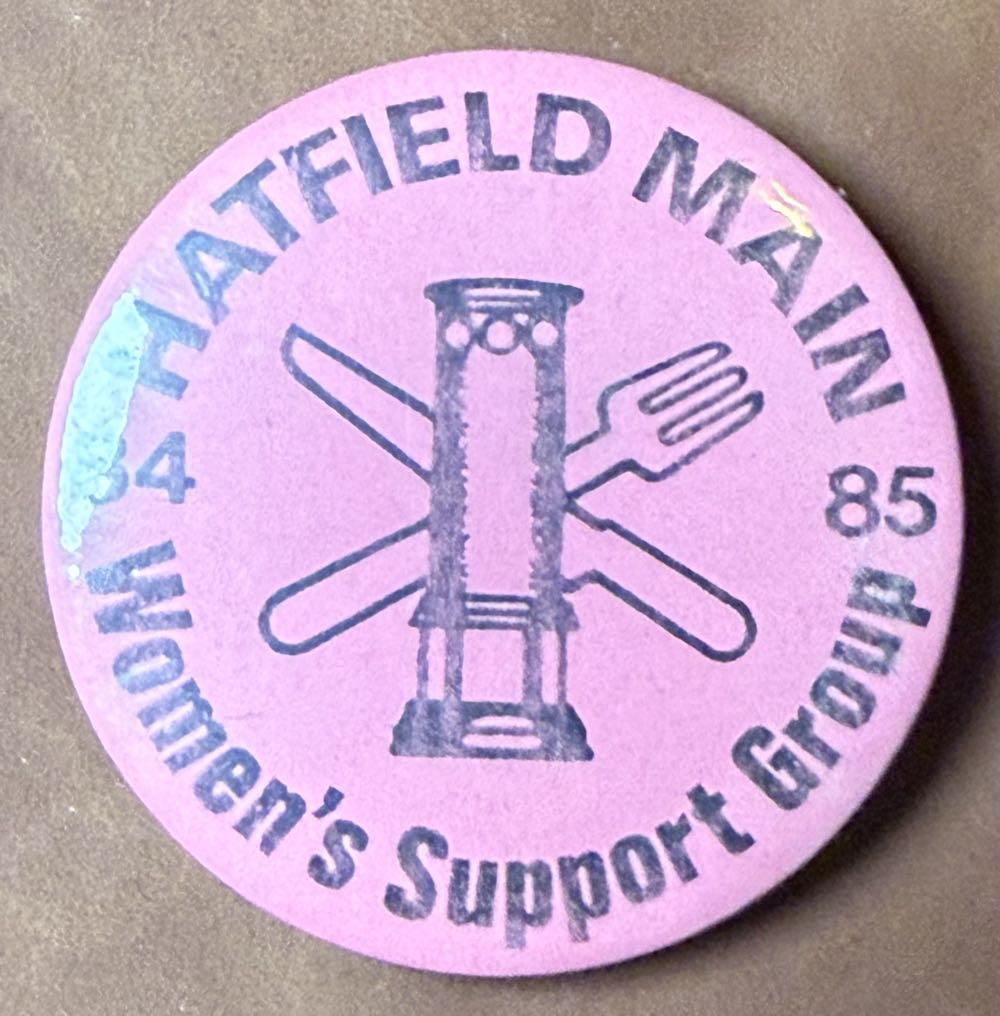 HATFIELD MAIN
84 85
Women's Support Group